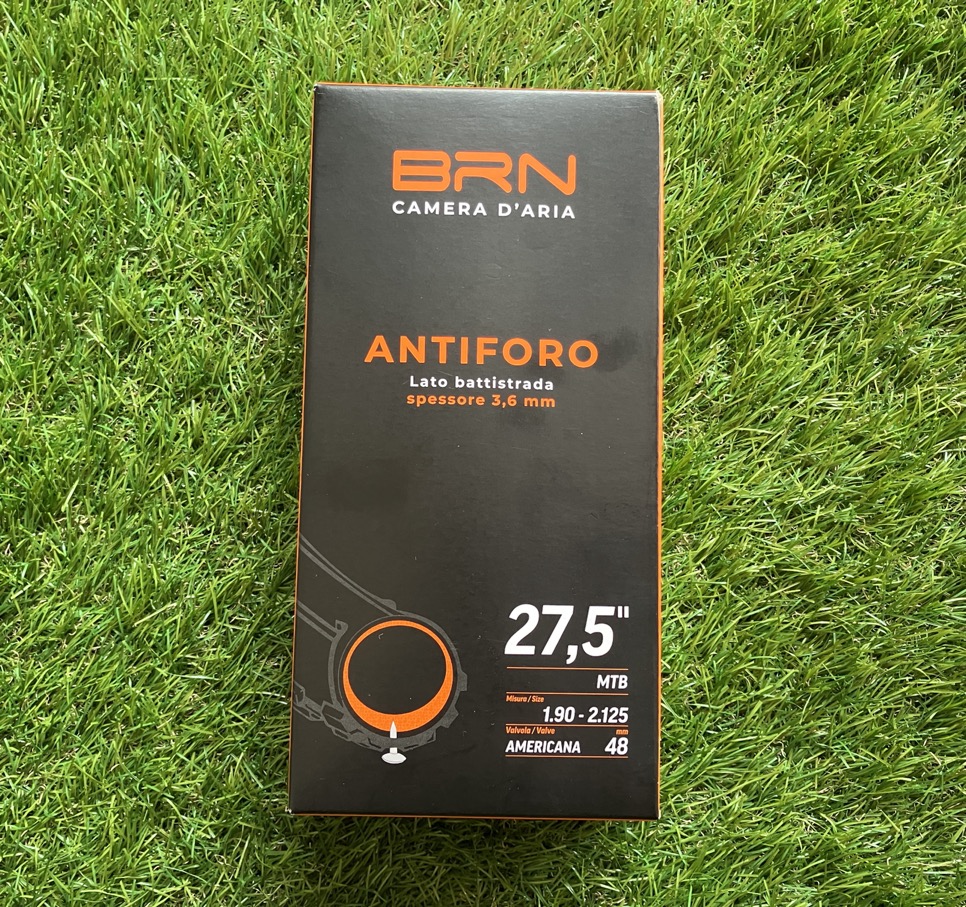 BRN
CAMERA D'ARIA
ANTIFORO
Lato battistrada
spessore 3,6 mm
27,5"
MTB
Misura / Size
1.90 - 2.125
Valvola / Valve mm
AMERICANA 48